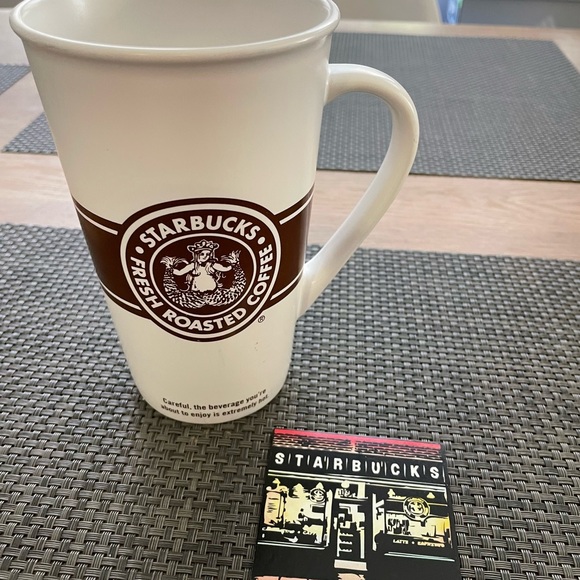 • STARBUCKS •
FRESH ROASTED COFFEE
®
Careful, the beverage you're
about to enjoy is extremely hot.
STARBUCKS
LATTE • ESPRESSO